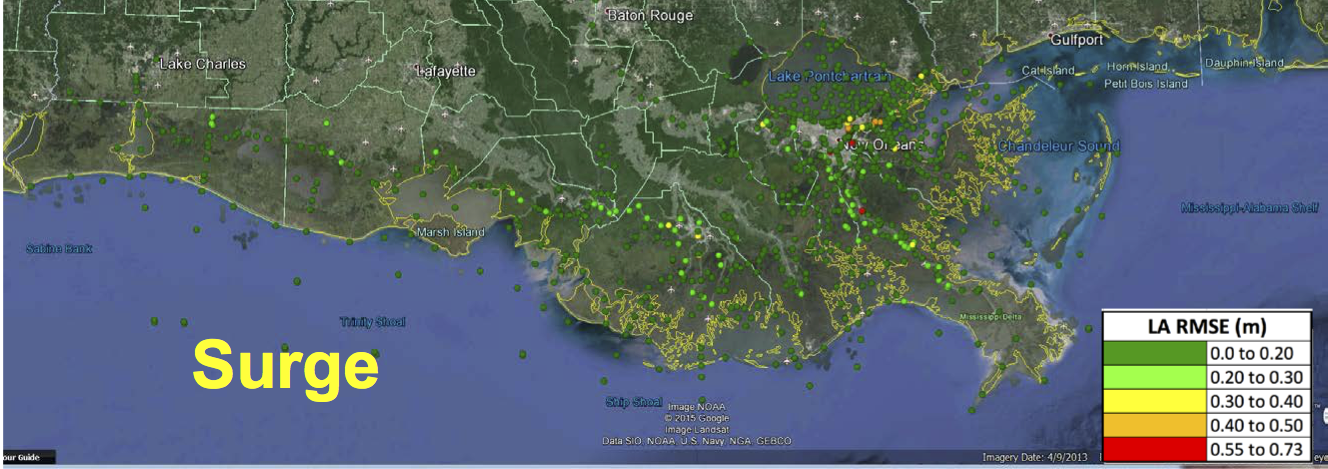 Baton Rouge
Gulfport
Lake Charles
Lafayette
Lake Pontchartrain
Cat Island
Horn Island
Dauphin Island
Petit Bois Island
New Orleans
Chandeleur Sound
Mississippi-Alabama Shelf
Marsh Island
Sabine Bank
Trinity Shoal
Mississippi Delta
Surge
Ship Shoal
Image NOAA
© 2015 Google
Image Landsat
Data SIO, NOAA, U.S. Navy, NGA, GEBCO
our Guide
Imagery Date: 4/9/2013
LA RMSE (m)
0.0 to 0.20
0.20 to 0.30
0.30 to 0.40
0.40 to 0.50
0.55 to 0.73
eye